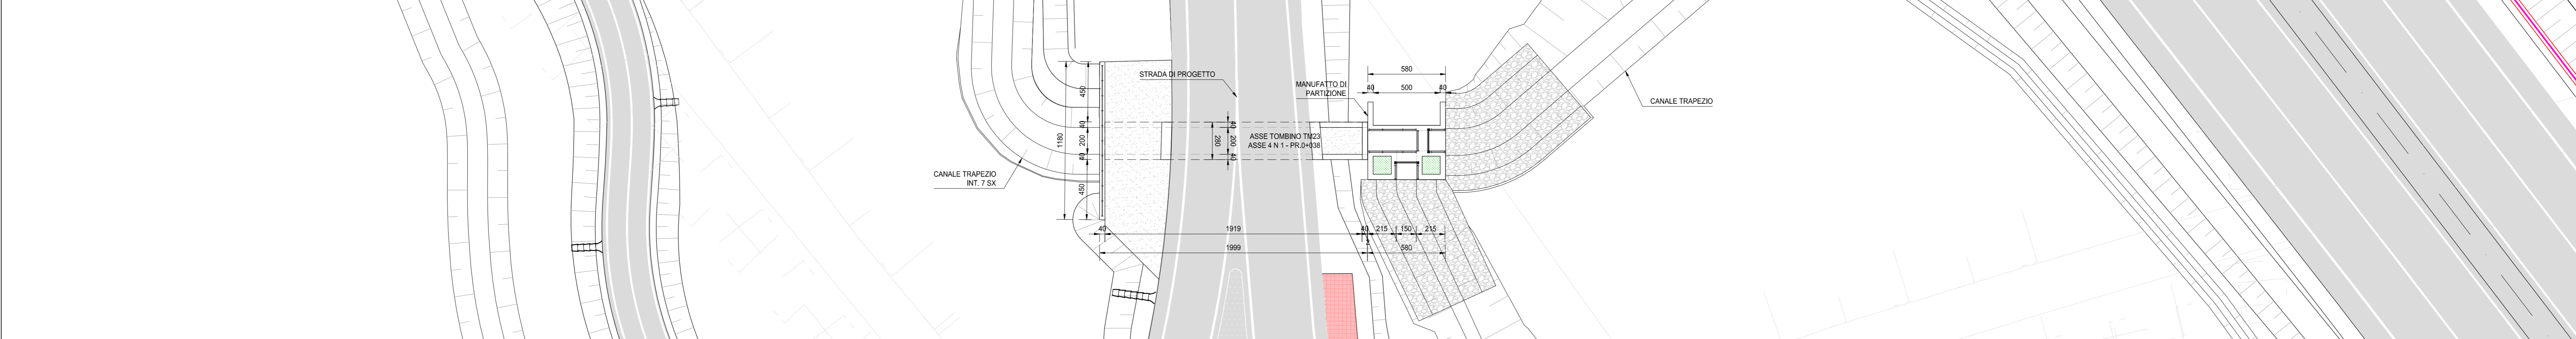 STRADA DI PROGETTO
MANUFATTO DI
PARTIZIONE
CANALE TRAPEZIO
ASSE TOMBINO TM23
ASSE 4 N 1 - PR.0+038
CANALE TRAPEZIO
INT. 7 SX
580
40 500 40
450
40
200
40
450
1180
40
200
40
280
40 1919 40 215 150 215
2
1999 580